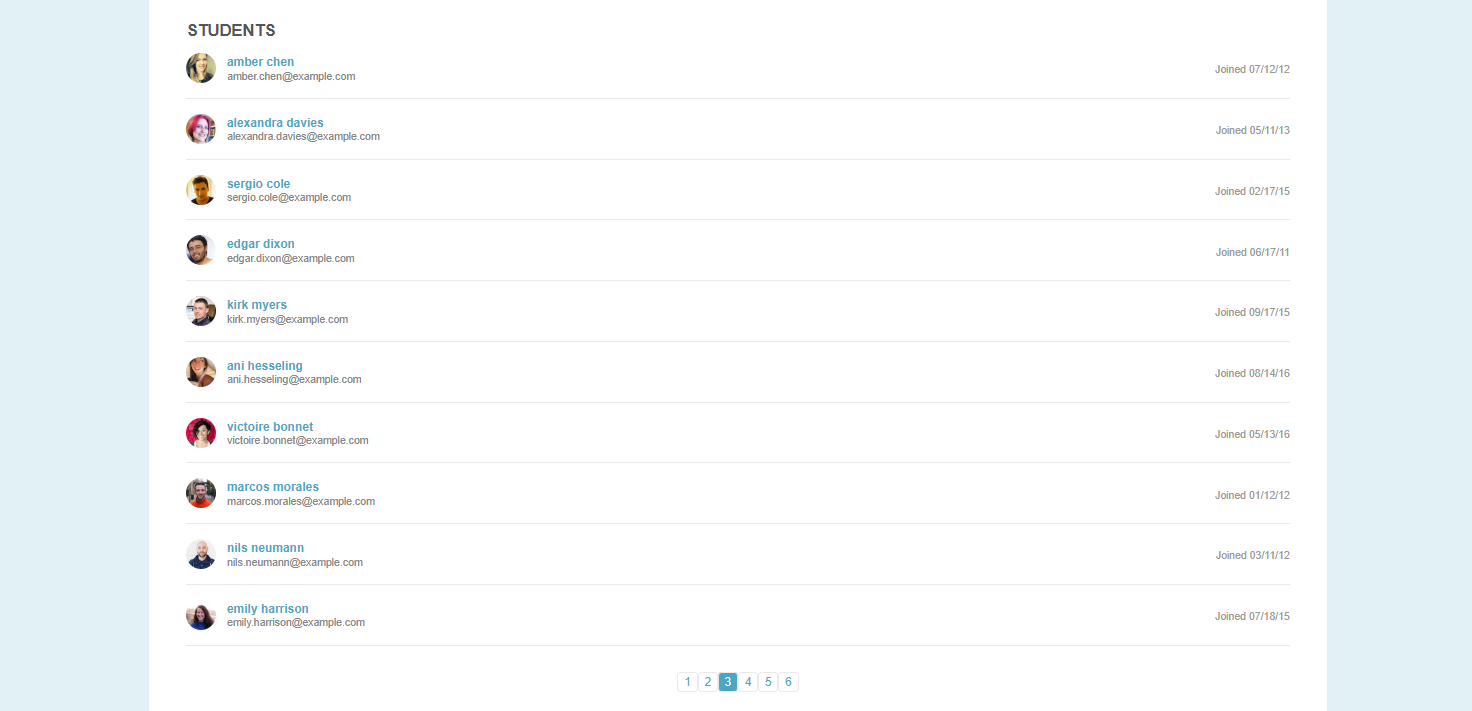 STUDENTS
amber chen
amber.chen@example.com
Joined 07/12/12
alexandra davies
alexandra.davies@example.com
Joined 05/11/13
sergio cole
sergio.cole@example.com
Joined 02/17/15
edgar dixon
edgar.dixon@example.com
Joined 06/17/11
kirk myers
kirk.myers@example.com
Joined 09/17/15
ani hesseling
ani.hesseling@example.com
Joined 08/14/16
victoire bonnet
victoire.bonnet@example.com
Joined 05/13/16
marcos morales
marcos.morales@example.com
Joined 01/12/12
nils neumann
nils.neumann@example.com
Joined 03/11/12
emily harrison
emily.harrison@example.com
Joined 07/18/15
1 2 3 4 5 6